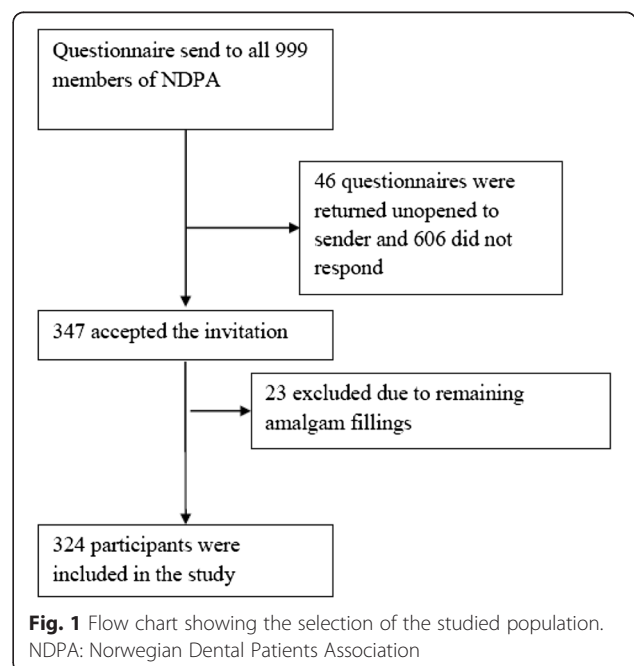 Questionnaire send to all 999
members of NDPA
46 questionnaires were
returned unopened to
sender and 606 did not
respond
347 accepted the invitation
23 excluded due to remaining
amalgam fillings
324 participants were
included in the study
Fig. 1 Flow chart showing the selection of the studied population.
NDPA: Norwegian Dental Patients Association